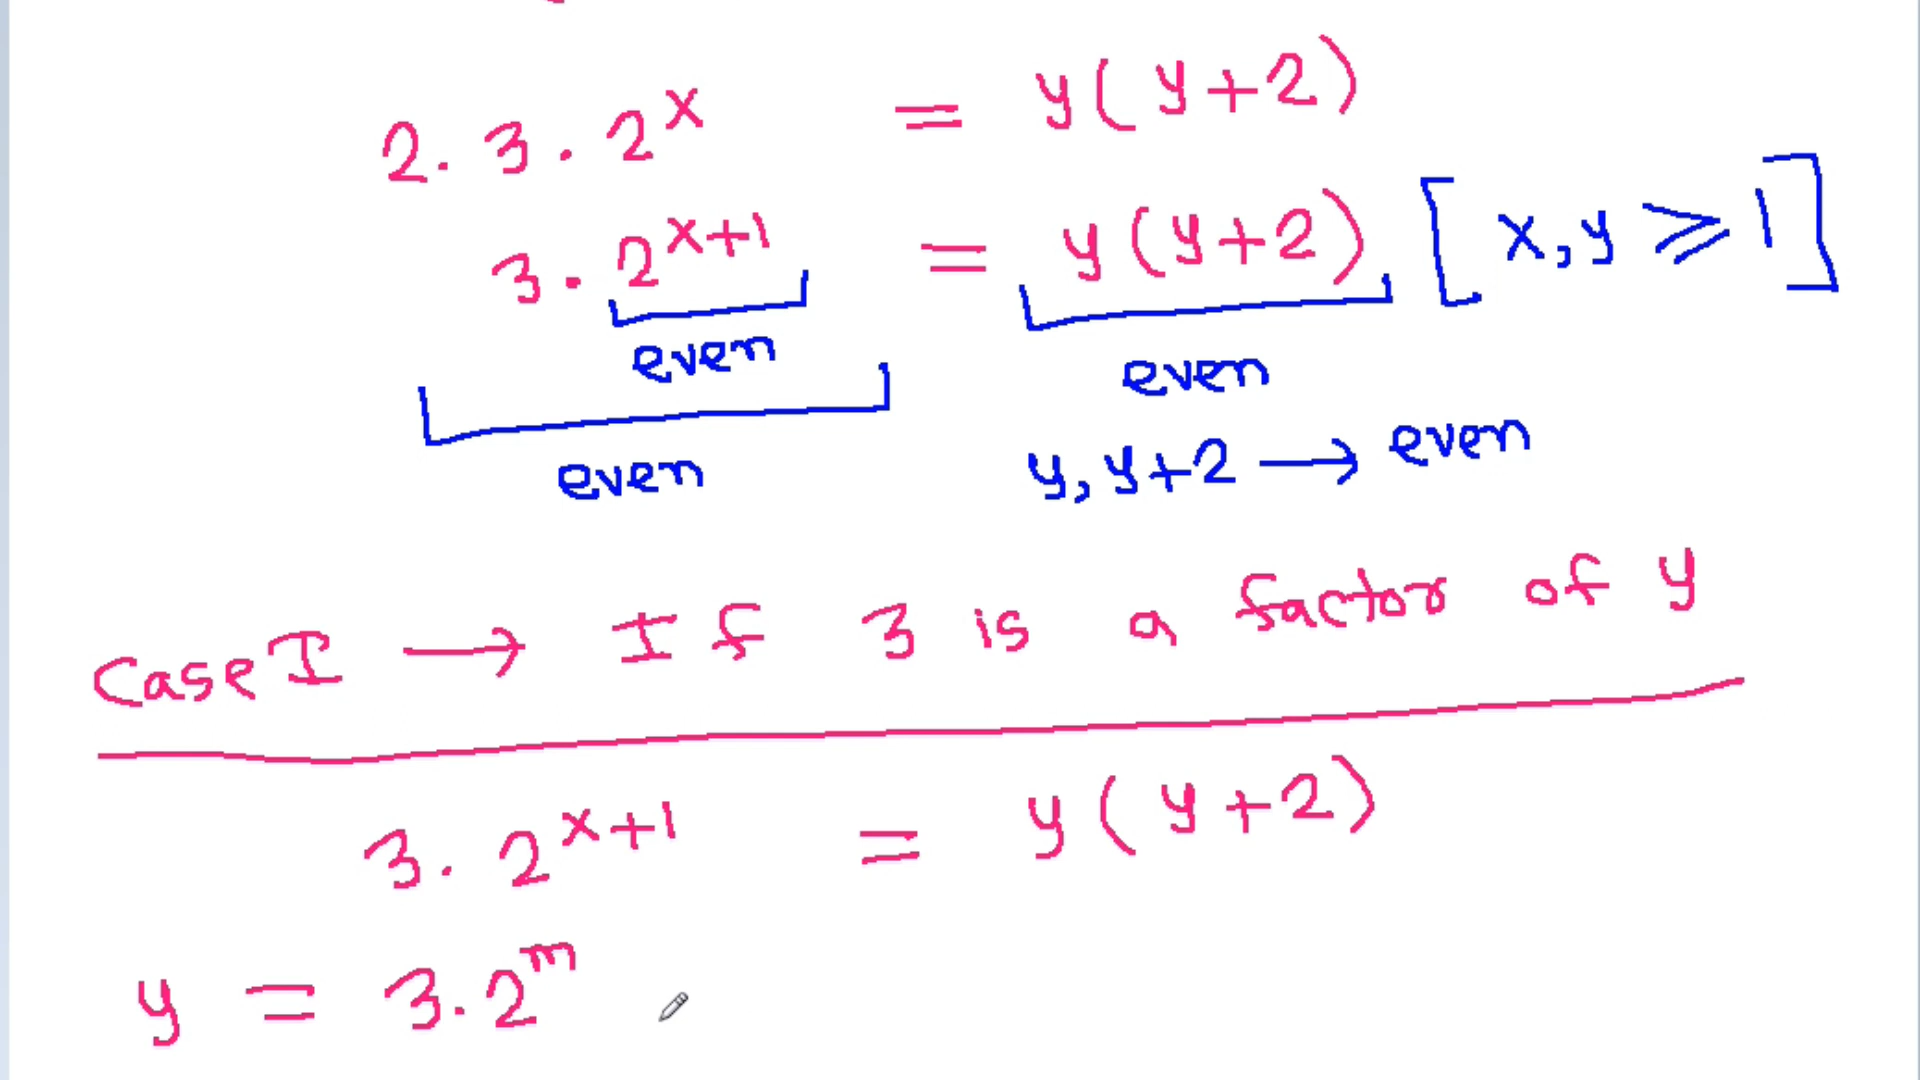 2. 3. 2^x = y(y+2)
3. 2^{x+1} = y(y+2) [x, y ⩾ 1]
even even
even y, y+2 → even
Case I → If 3 is a factor of y
3. 2^{x+1} = y(y+2)
y = 3. 2^m